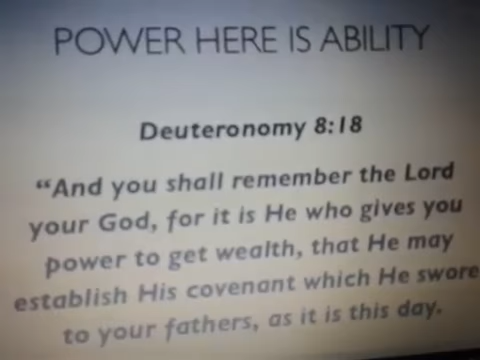 POWER HERE IS ABILITY
Deuteronomy 8:18
“And you shall remember the Lord
your God, for it is He who gives you
power to get wealth, that He may
establish His covenant which He swore
to your fathers, as it is this day.